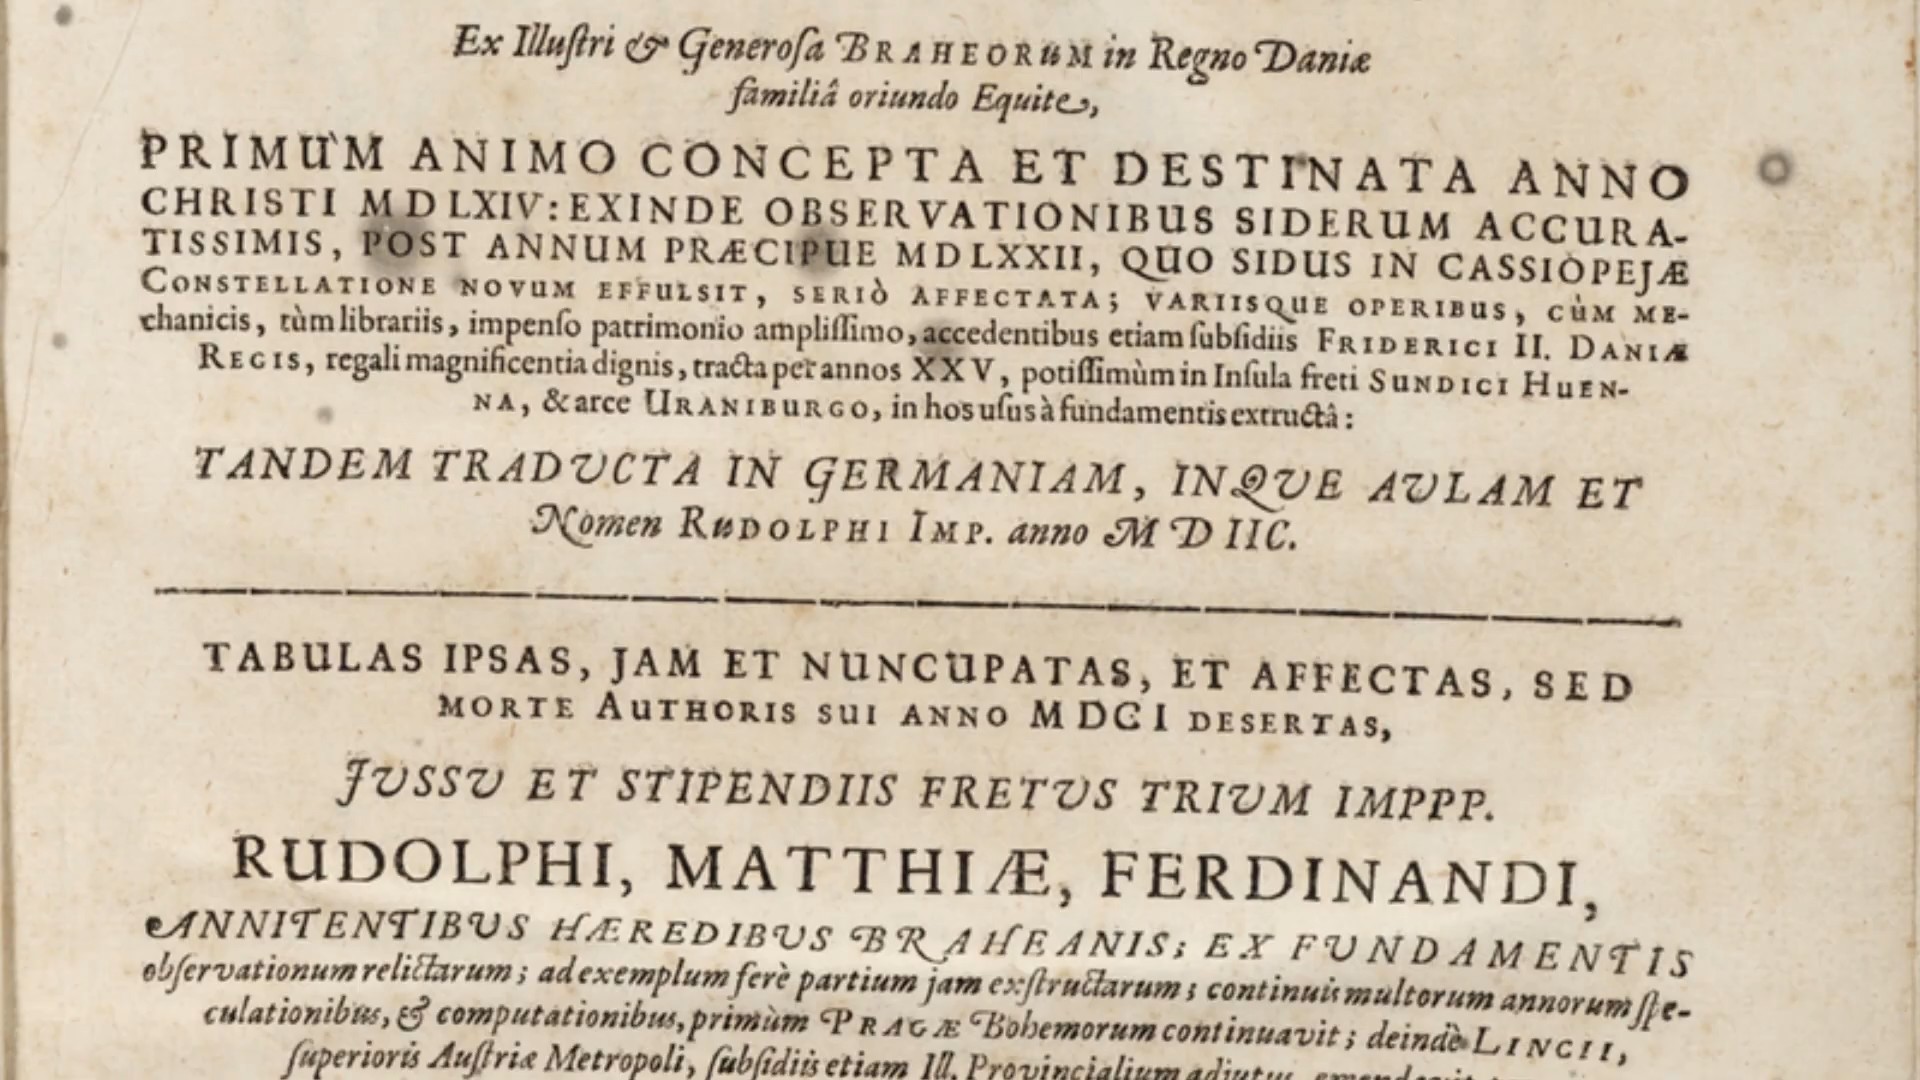 Ex Illuſtri & Generoſa BRAHEORUM in Regno Daniæ
familiâ oriundo Equite,
PRIMUM ANIMO CONCEPTA ET DESTINATA ANNO
CHRISTI MDLXIV: EXINDE OBSERVATIONIBUS SIDERUM ACCURA-
TISSIMIS, POST ANNUM PRÆCIPUE MDLXXII, QUO SIDUS IN CASSIOPEJÆ
CONSTELLATIONE NOVUM EFFULSIT, SERIÒ AFFECTATA; VARIISQUE OPERIBUS, CÙM ME-
chanicis, tùm librariis, impenſo patrimonio ampliſſimo, accedentibus etiam ſubſidiis FRIDERICI II. DANIÆ
REGIS, regali magnificentia dignis, tracta per annos XXV, potiſſimùm in Inſula freti SUNDICI HUEN-
NA, & arce URANIBURGO, in hos uſus à fundamentis extructâ:
TANDEM TRADUCTA IN GERMANIAM, INQUE AULAM ET
Nomen RUDOLPHI IMP. anno MDIIC.
TABULAS IPSAS, JAM ET NUNCUPATAS, ET AFFECTAS, SED
MORTE AUTHORIS SUI ANNO MDCI DESERTAS,
JUSSU ET STIPENDIIS FRETUS TRIUM IMPPP.
RUDOLPHI, MATTHIÆ, FERDINANDI,
ANNITENTIBUS HÆREDIBUS BRAHEANIS; EX FUNDAMENTIS
obſervationum relictarum; ad exemplum ferè partium jam exſtructarum; continuis multorum annorum ſpe-
culationibus, & computationibus, primùm PRAGÆ Bohemorum continuavit; deinde LINCII,
ſuperioris Auſtriæ Metropoli, ſubſidiis etiam Ill. Provincialium adjutus,